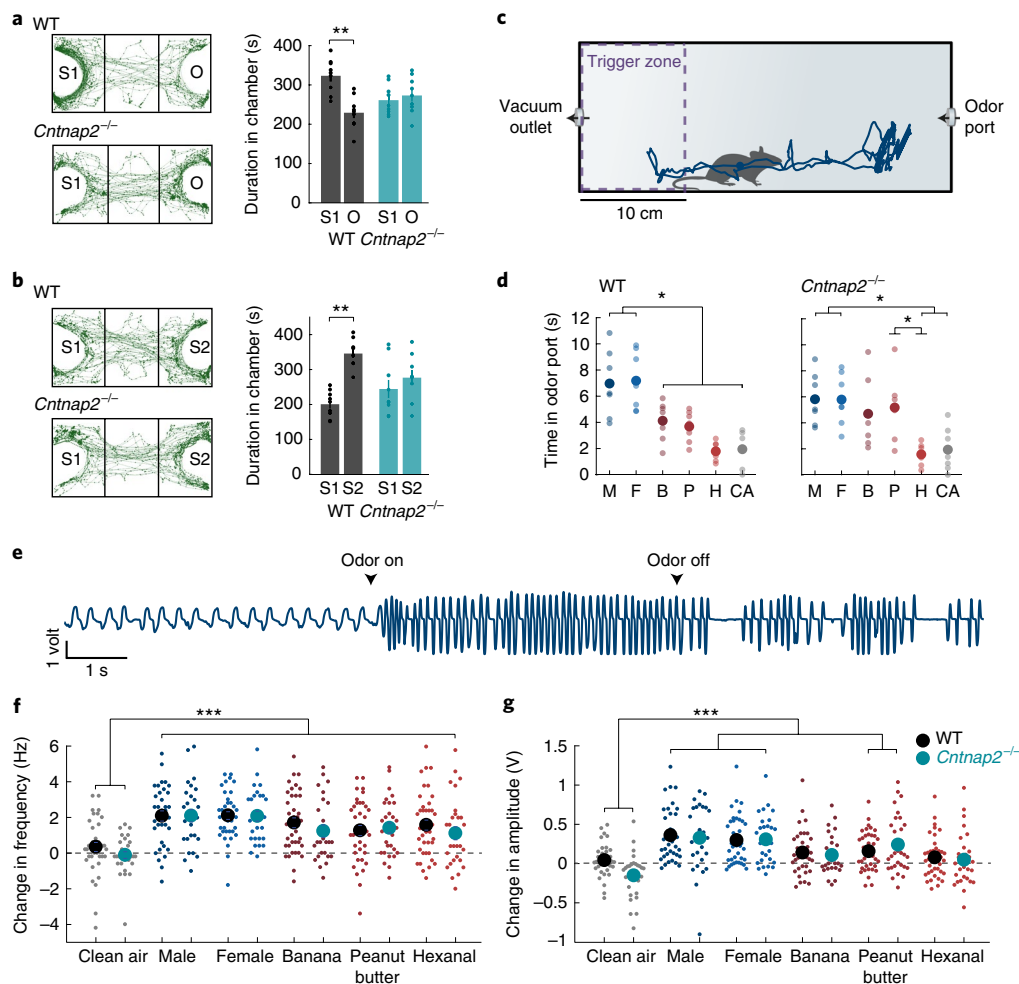 a
WT
S1
O
Cntnap2–/–
S1
O
Duration in chamber (s)
400
300
200
100
0
**
S1 O S1 O
WT Cntnap2–/–
b
WT
S1
S2
Cntnap2–/–
S1
S2
Duration in chamber (s)
400
300
200
100
0
**
S1 S2 S1 S2
WT Cntnap2–/–
c
Trigger zone
Vacuum
outlet
Odor
port
10 cm
d
WT
Cntnap2–/–
Time in odor port (s)
12
10
8
6
4
2
0
*
*
*
M F B P H CA
M F B P H CA
e
Odor on
Odor off
1 volt
1 s
f
***
Change in frequency (Hz)
6
4
2
0
–2
–4
Clean air Male Female Banana Peanut Hexanal
butter
g
***
WT
Cntnap2–/–
Change in amplitude (V)
1.5
1
0.5
0
–0.5
–1
Clean air Male Female Banana Peanut Hexanal
butter